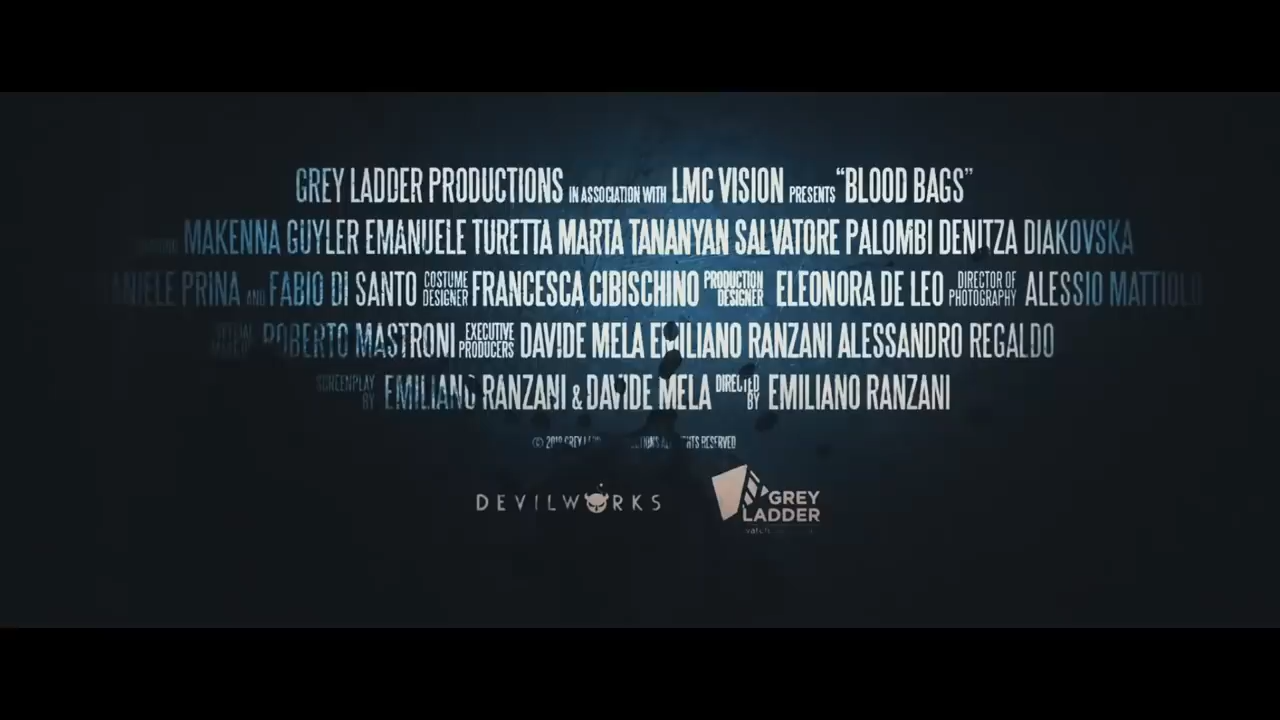 GREY LADDER PRODUCTIONS IN ASSOCIATION WITH LMC VISION PRESENTS "BLOOD BAGS"
MAKENNA GUYLER EMANUELE TURETTA MARTA TANANYAN SALVATORE PALOMBI DENITZA DIAKOVSKA
PRINA AND FABIO DI SANTO COSTUME DESIGNER FRANCESCA CIBISCHINO PRODUCTION DESIGNER ELEONORA DE LEO DIRECTOR OF PHOTOGRAPHY ALESSIO
ROBERTO MASTRONI EXECUTIVE PRODUCERS DAVIDE MELA EMILIANO RANZANI ALESSANDRO REGALDO
SCREENPLAY BY EMILIANO RANZANI & DAVIDE MELA DIRECTED BY EMILIANO RANZANI
RESERVED
DEVILWORKS
GREY
LADDER